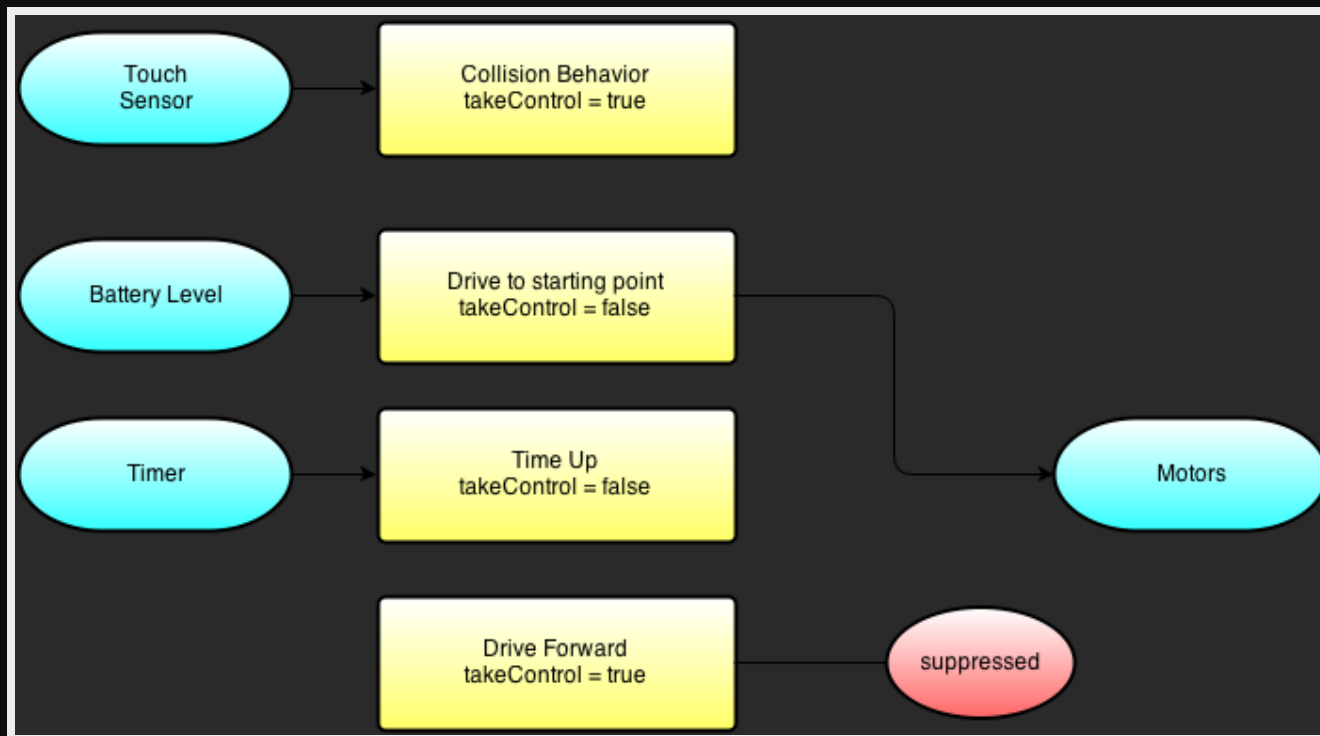 Touch
Sensor
Collision Behavior
takeControl = true
Battery Level
Drive to starting point
takeControl = false
Timer
Time Up
takeControl = false
Motors
Drive Forward
takeControl = true
suppressed